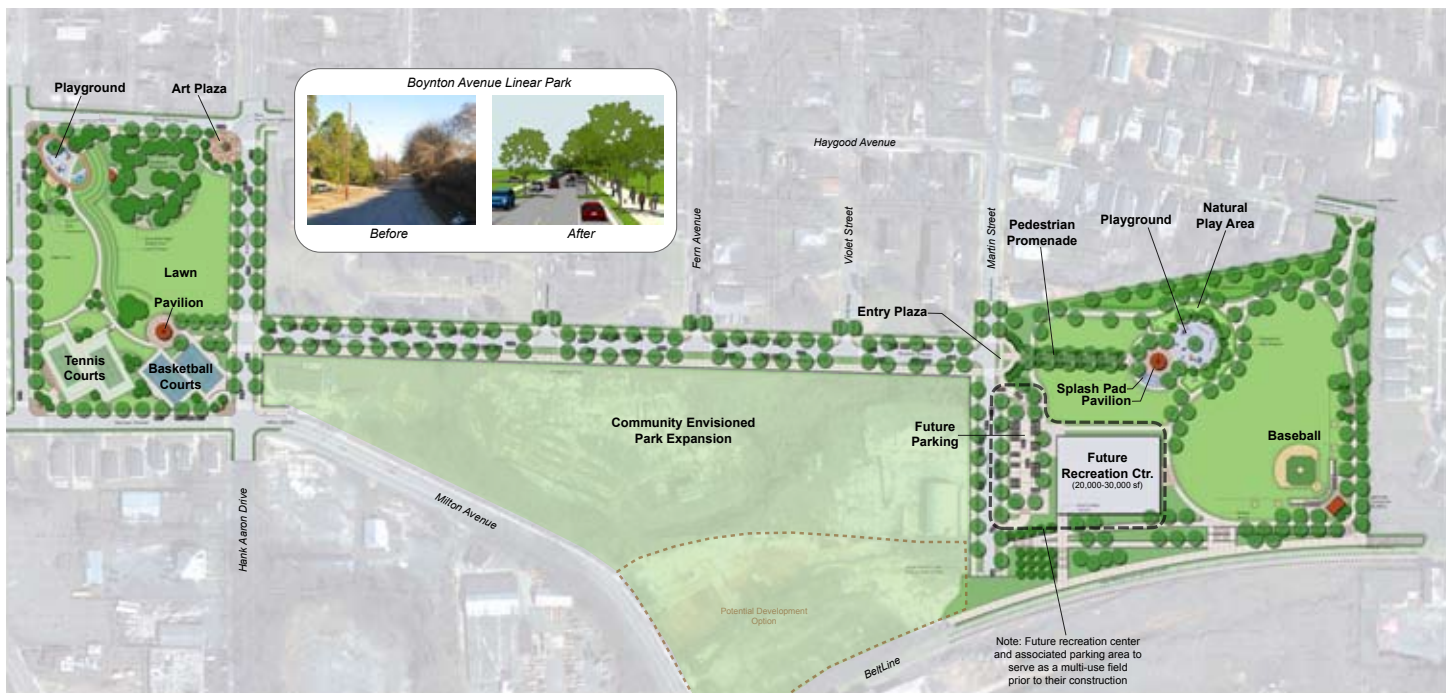 Playground
Art Plaza
Boynton Avenue Linear Park
Before
After
Haygood Avenue
Fern Avenue
Violet Street
Martin Street
Pedestrian
Promenade
Playground
Natural
Play Area
Lawn
Pavilion
Entry Plaza
Tennis
Courts
Basketball
Courts
Splash Pad
Pavilion
Community Envisioned
Park Expansion
Future
Parking
Future
Recreation Ctr.
(20,000-30,000 sf)
Baseball
Hank Aaron Drive
Milton Avenue
Potential Development
Option
BeltLine
Note: Future recreation center
and associated parking area to
serve as a multi-use field
prior to their construction